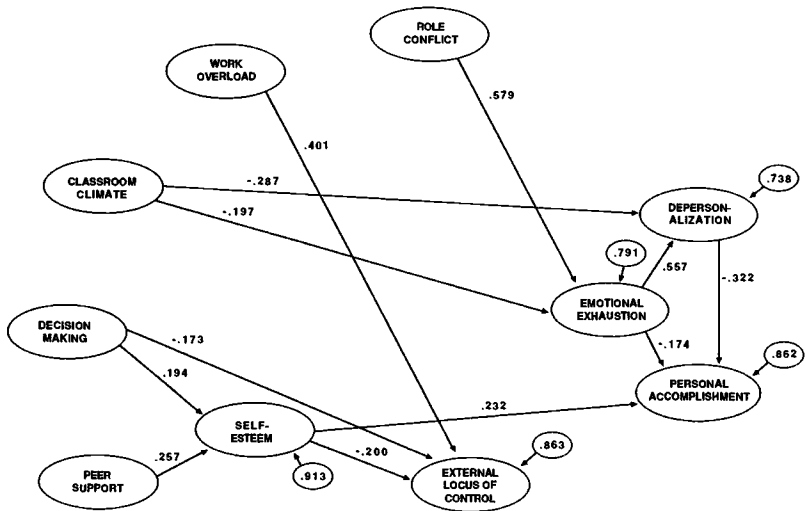 ROLE
CONFLICT
WORK
OVERLOAD
.579
.401
CLASSROOM
CLIMATE
-.287
-.197
.738
DEPERSON-
ALIZATION
.791
.557
-.322
EMOTIONAL
EXHAUSTION
DECISION
MAKING
-.173
.194
-.174
.862
PERSONAL
ACCOMPLISHMENT
.232
SELF-
ESTEEM
-.200
.863
.257
.913
PEER
SUPPORT
EXTERNAL
LOCUS OF
CONTROL